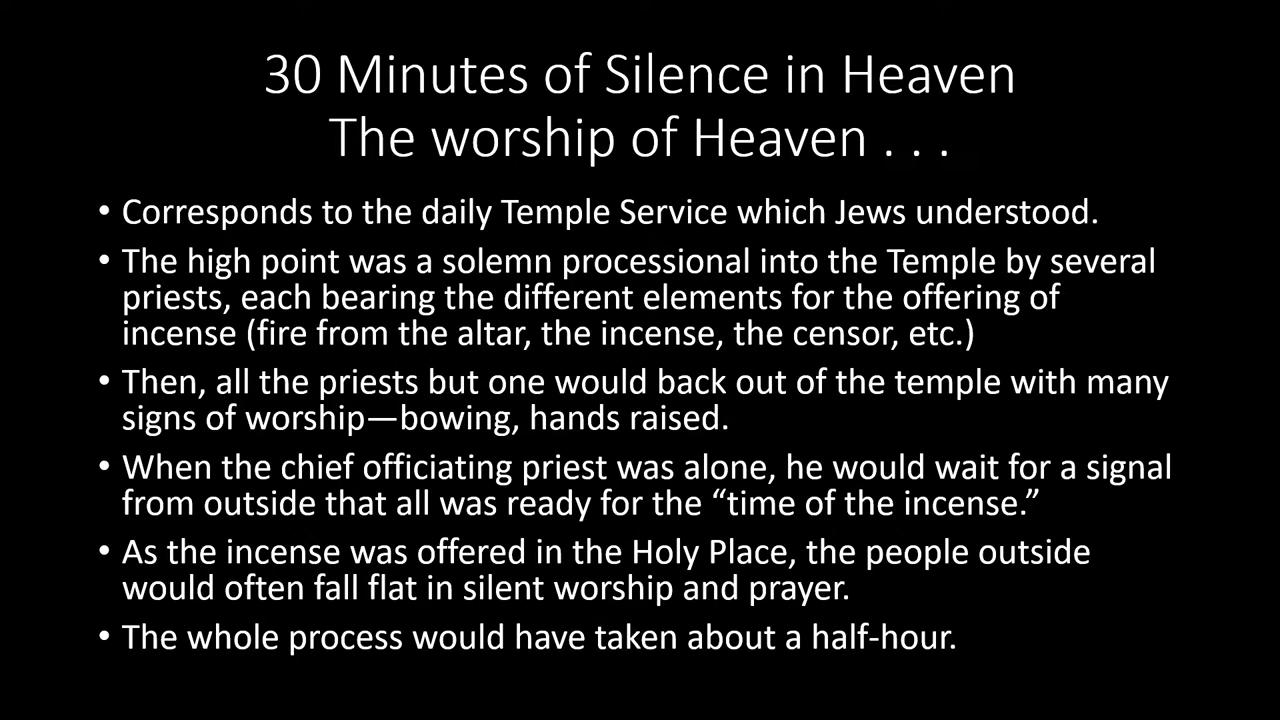 30 Minutes of Silence in Heaven
The worship of Heaven . . .
• Corresponds to the daily Temple Service which Jews understood.
• The high point was a solemn processional into the Temple by several
priests, each bearing the different elements for the offering of
incense (fire from the altar, the incense, the censor, etc.)
• Then, all the priests but one would back out of the temple with many
signs of worship—bowing, hands raised.
• When the chief officiating priest was alone, he would wait for a signal
from outside that all was ready for the “time of the incense.”
• As the incense was offered in the Holy Place, the people outside
would often fall flat in silent worship and prayer.
• The whole process would have taken about a half-hour.